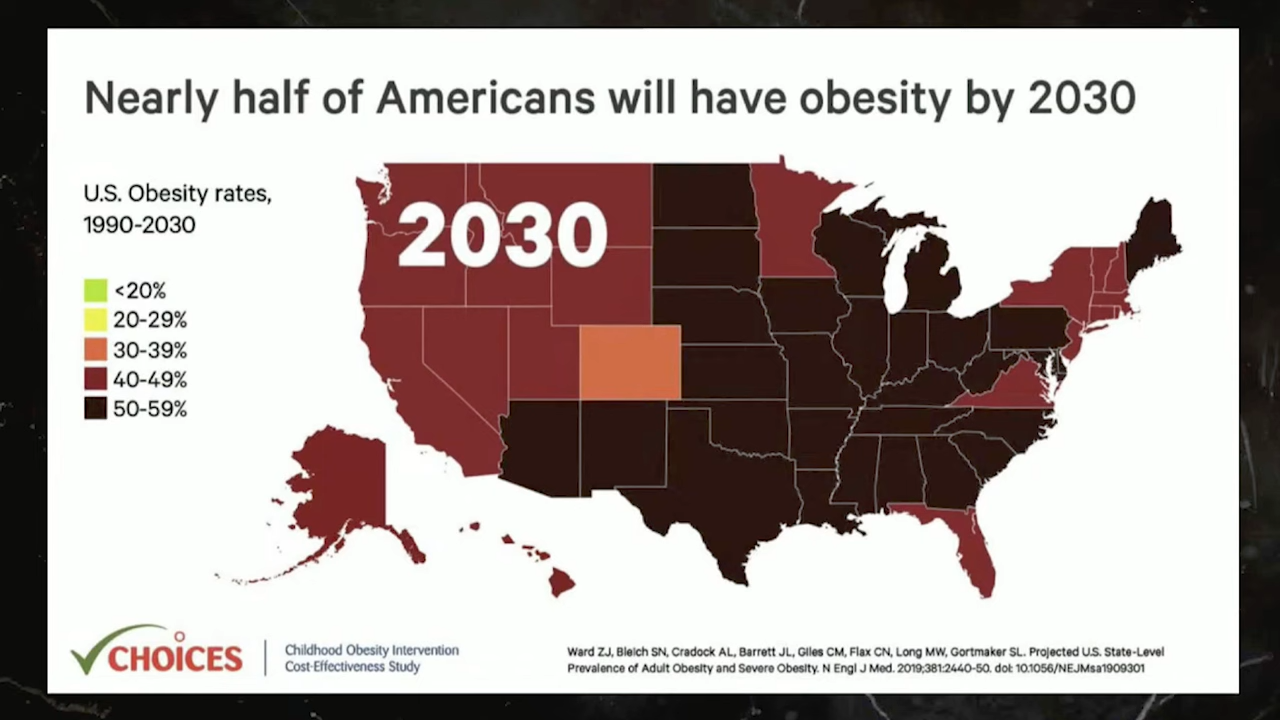 Nearly half of Americans will have obesity by 2030
U.S. Obesity rates,
1990-2030
<20%
20-29%
30-39%
40-49%
50-59%
2030
CHOICES
Childhood Obesity Intervention
Cost-Effectiveness Study
Ward ZJ, Bleich SN, Cradock AL, Barrett JL, Giles CM, Flax CN, Long MW, Gortmaker SL. Projected U.S. State-Level
Prevalence of Adult Obesity and Severe Obesity. N Engl J Med. 2019;381:2440-50. doi: 10.1056/NEJMsa1909301